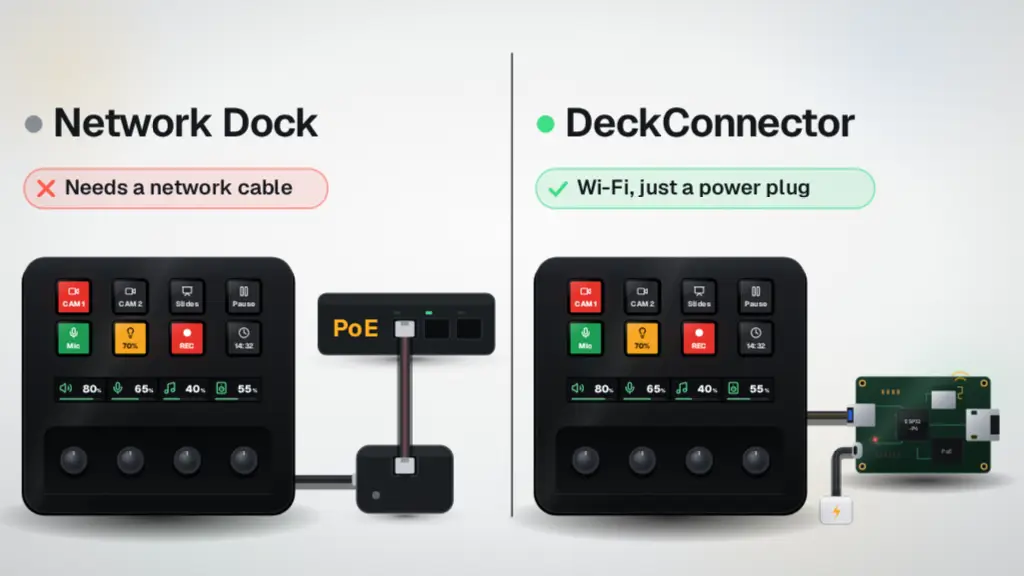 Network Dock
Needs a network cable
CAM 1
CAM 2
Slides
Pause
Mic
70%
REC
14:32
80%
65%
40%
55%
PoE
DeckConnector
Wi-Fi, just a power plug
CAM 1
CAM 2
Slides
Pause
Mic
70%
REC
14:32
80%
65%
40%
55%